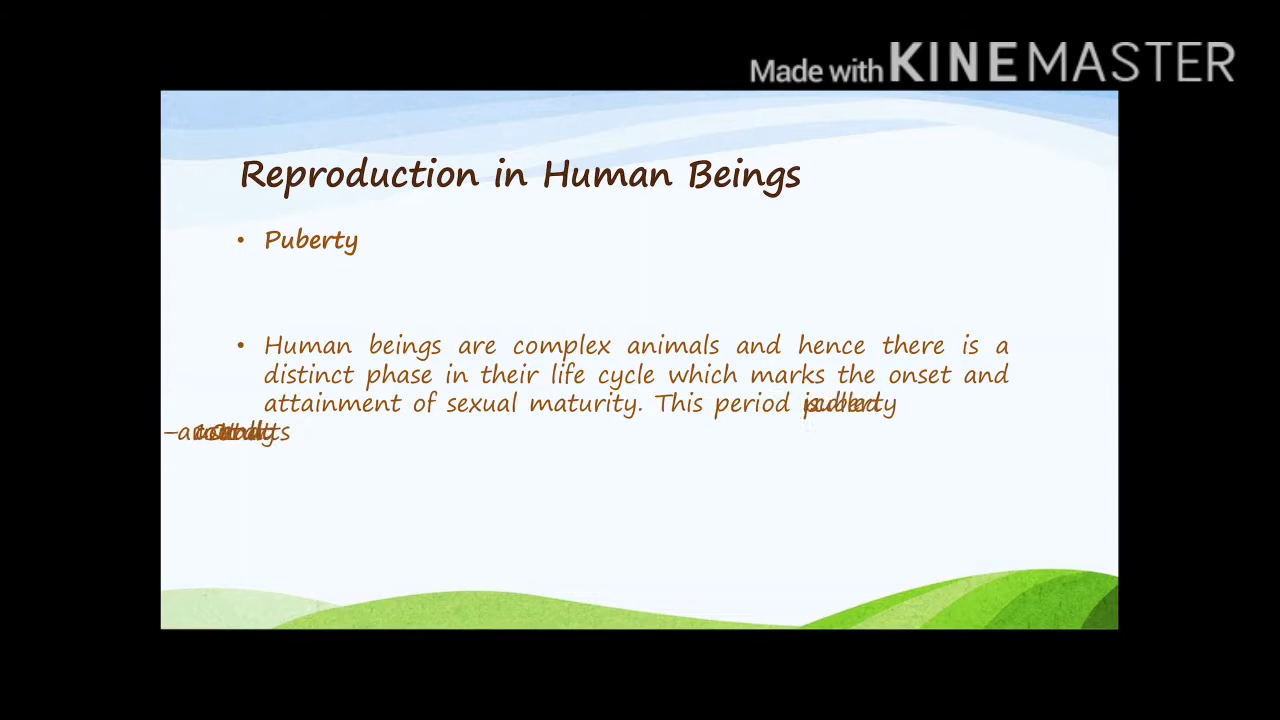 Made with KINEMASTER
Reproduction in Human Beings
• Puberty
• Human beings are complex animals and hence there is a
distinct phase in their life cycle which marks the onset and
attainment of sexual maturity. This period